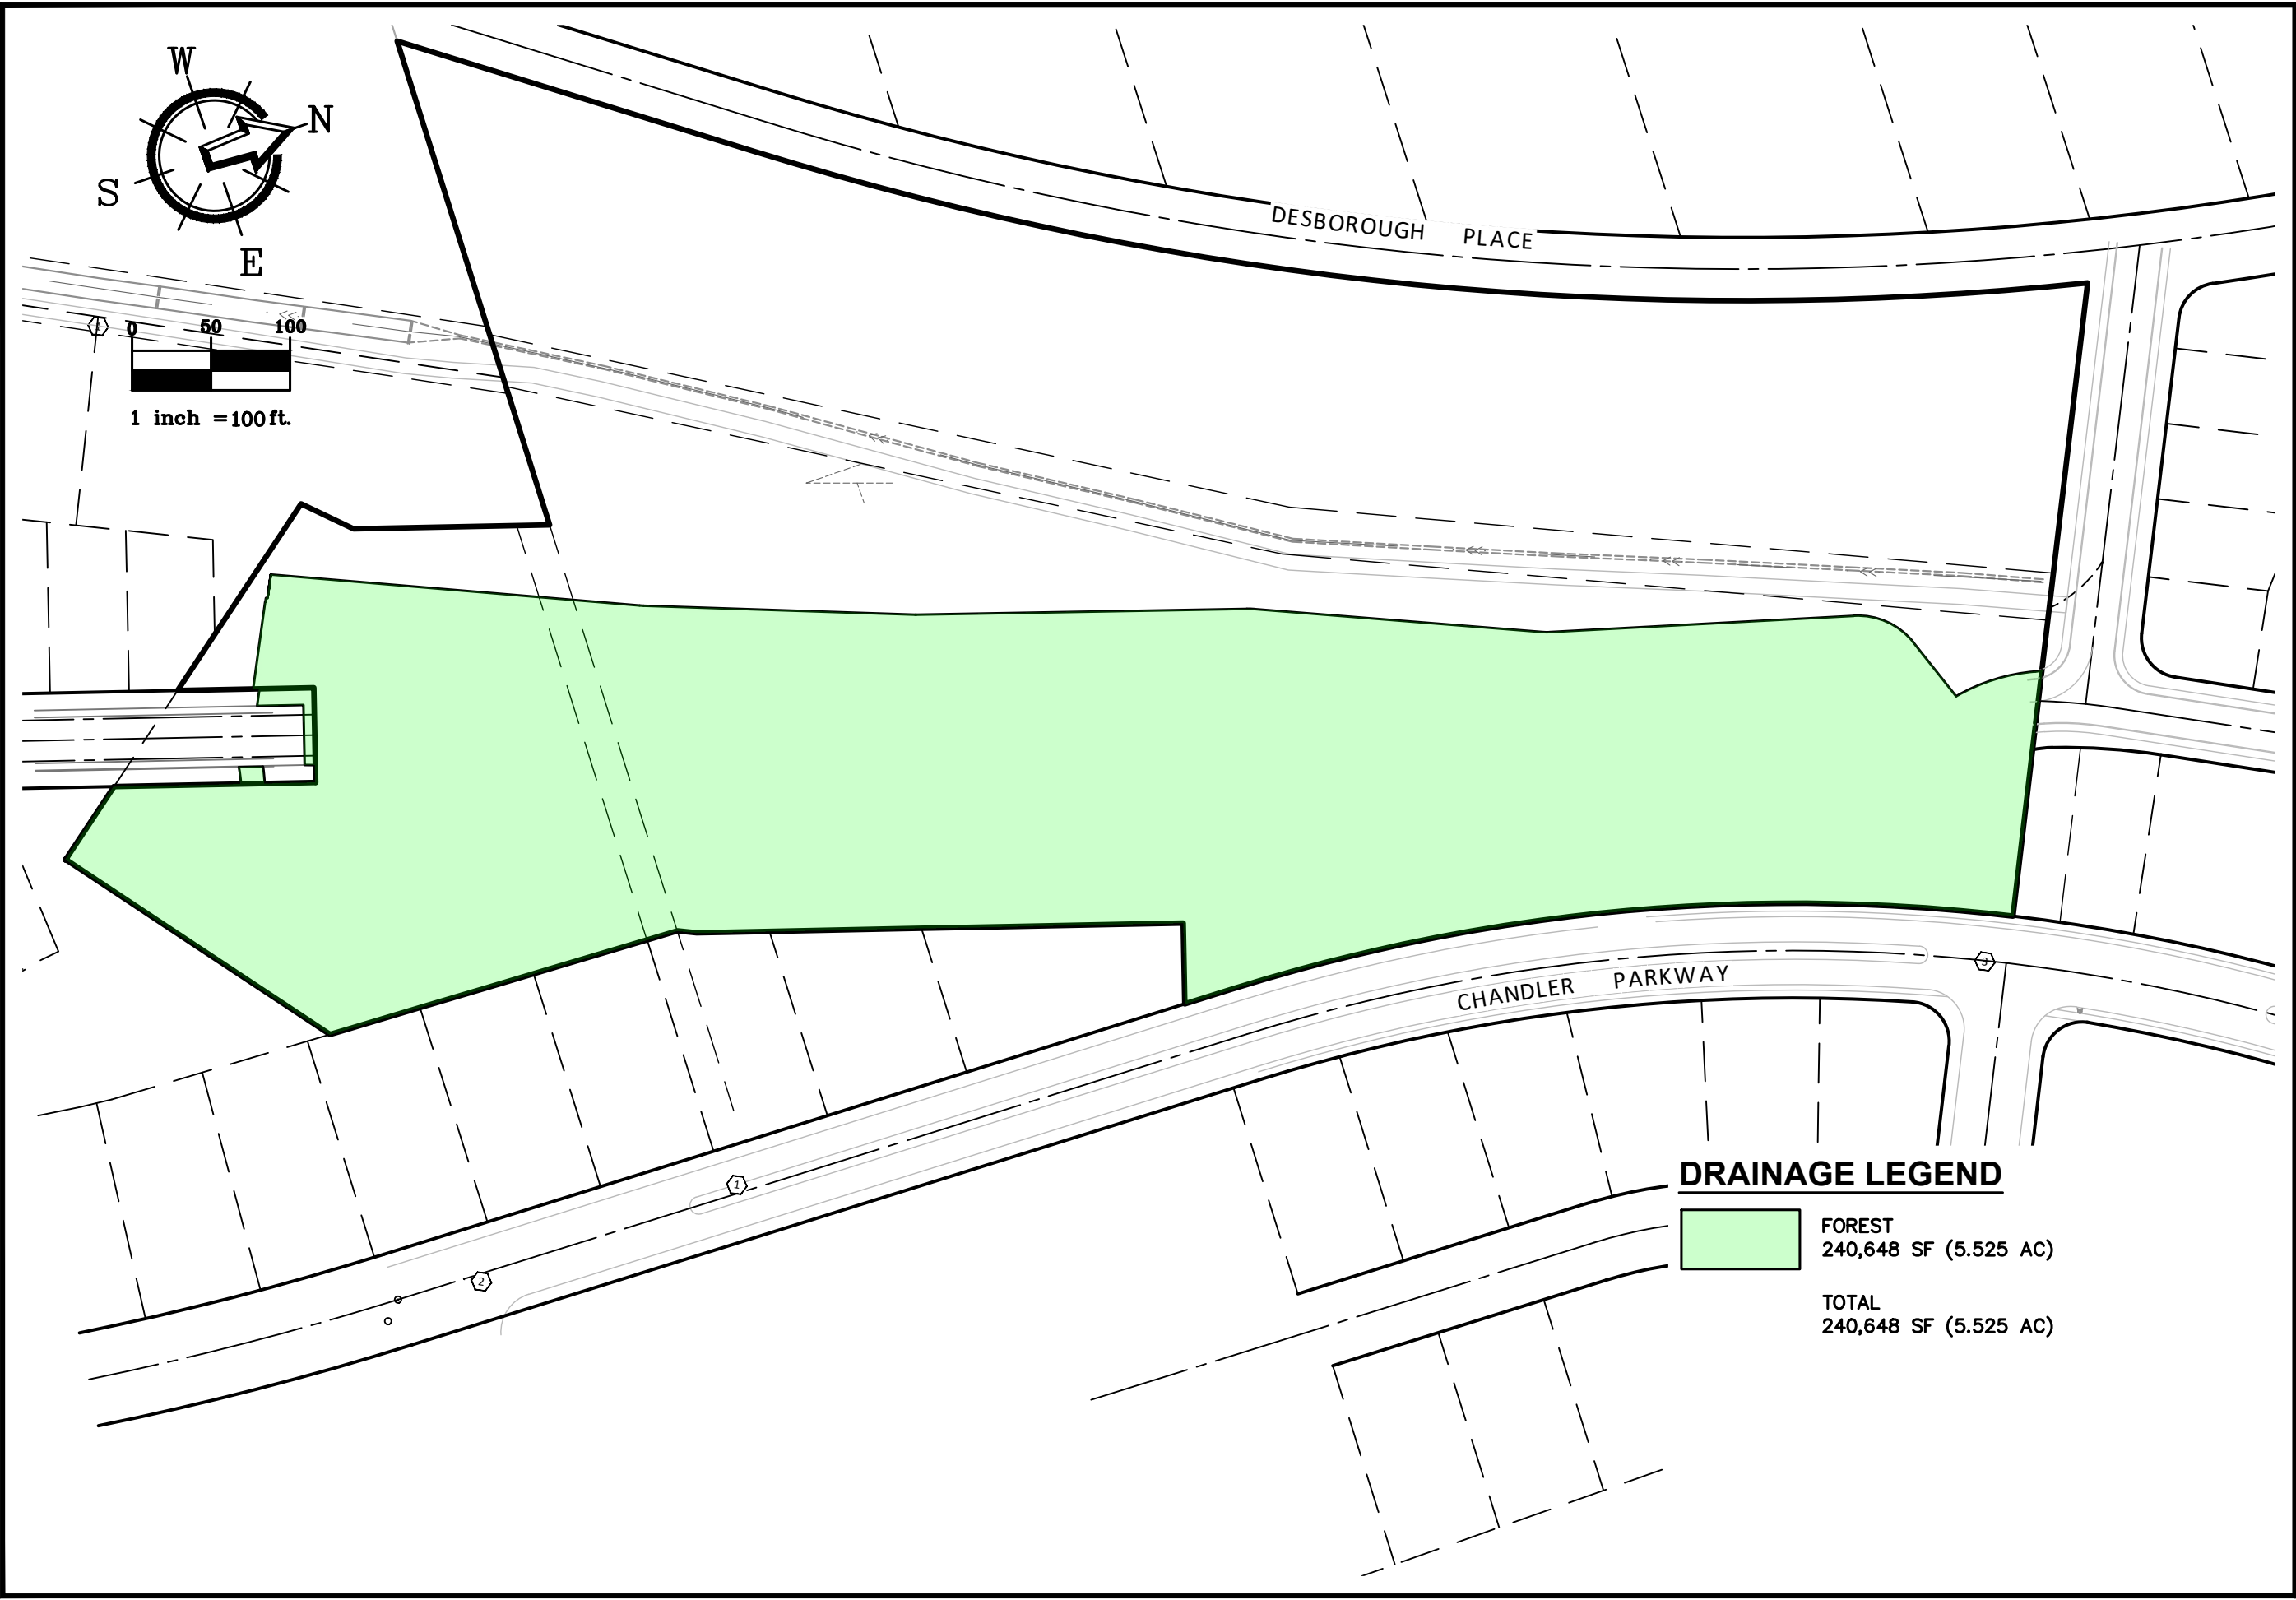 W
N
S
E
DESBOROUGH PLACE
1
0 50 100
1 inch =100 ft.
CHANDLER PARKWAY
3
1
2
DRAINAGE LEGEND
FOREST
240,648 SF (5.525 AC)
TOTAL
240,648 SF (5.525 AC)